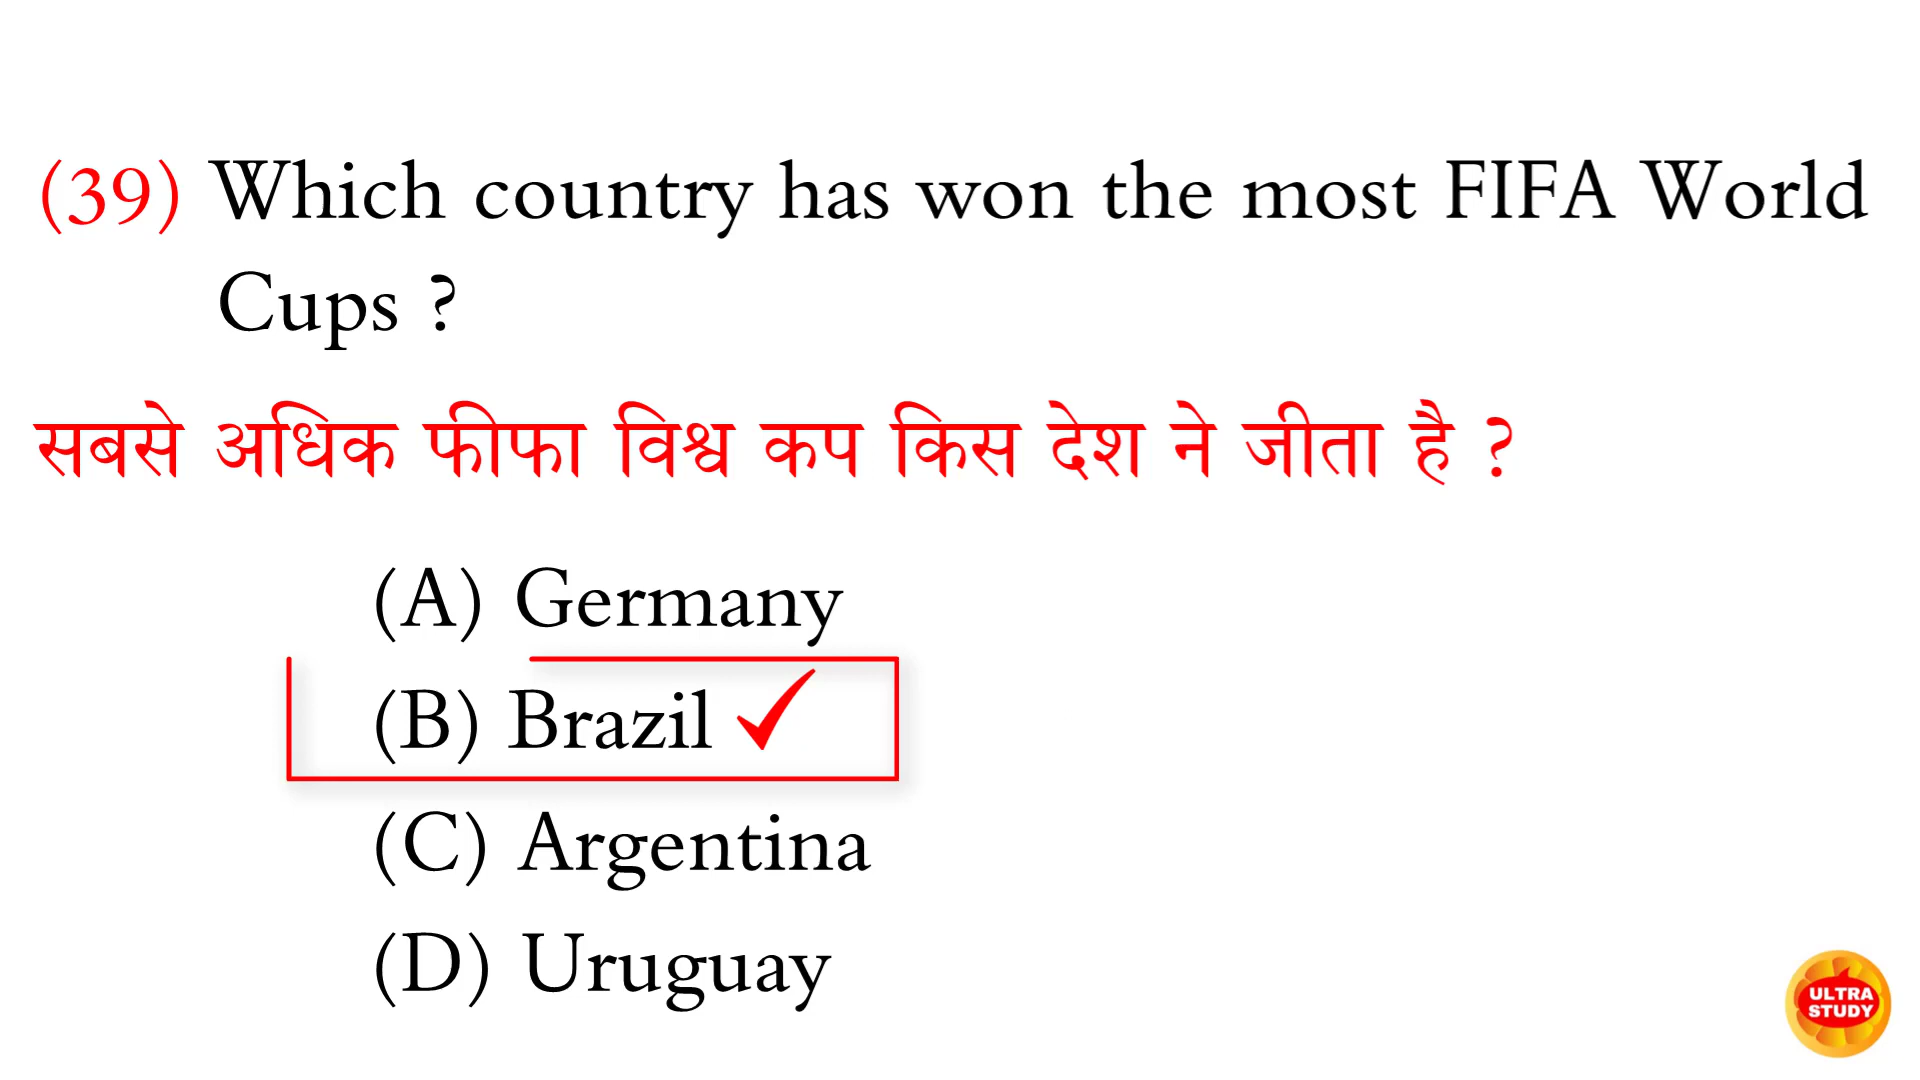 (39) Which country has won the most FIFA World
Cups ?
सबसे अधिक फीफा विश्व कप किस देश ने जीता है ?
(A) Germany
(B) Brazil ✓
(C) Argentina
(D) Uruguay
ULTRA
STUDY